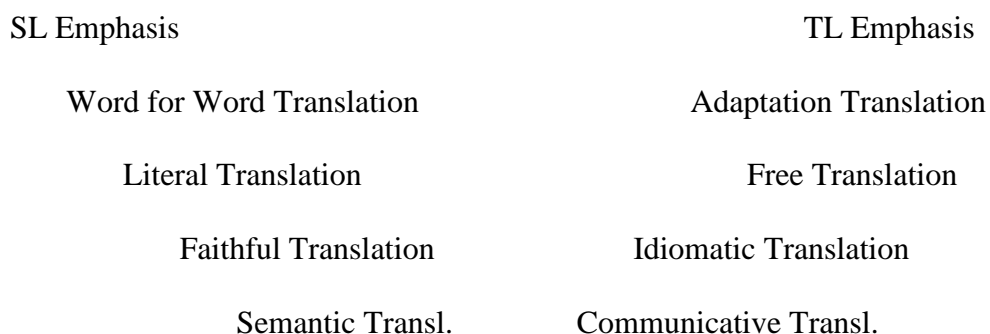 SL Emphasis TL Emphasis
Word for Word Translation Adaptation Translation
Literal Translation Free Translation
Faithful Translation Idiomatic Translation
Semantic Transl. Communicative Transl.